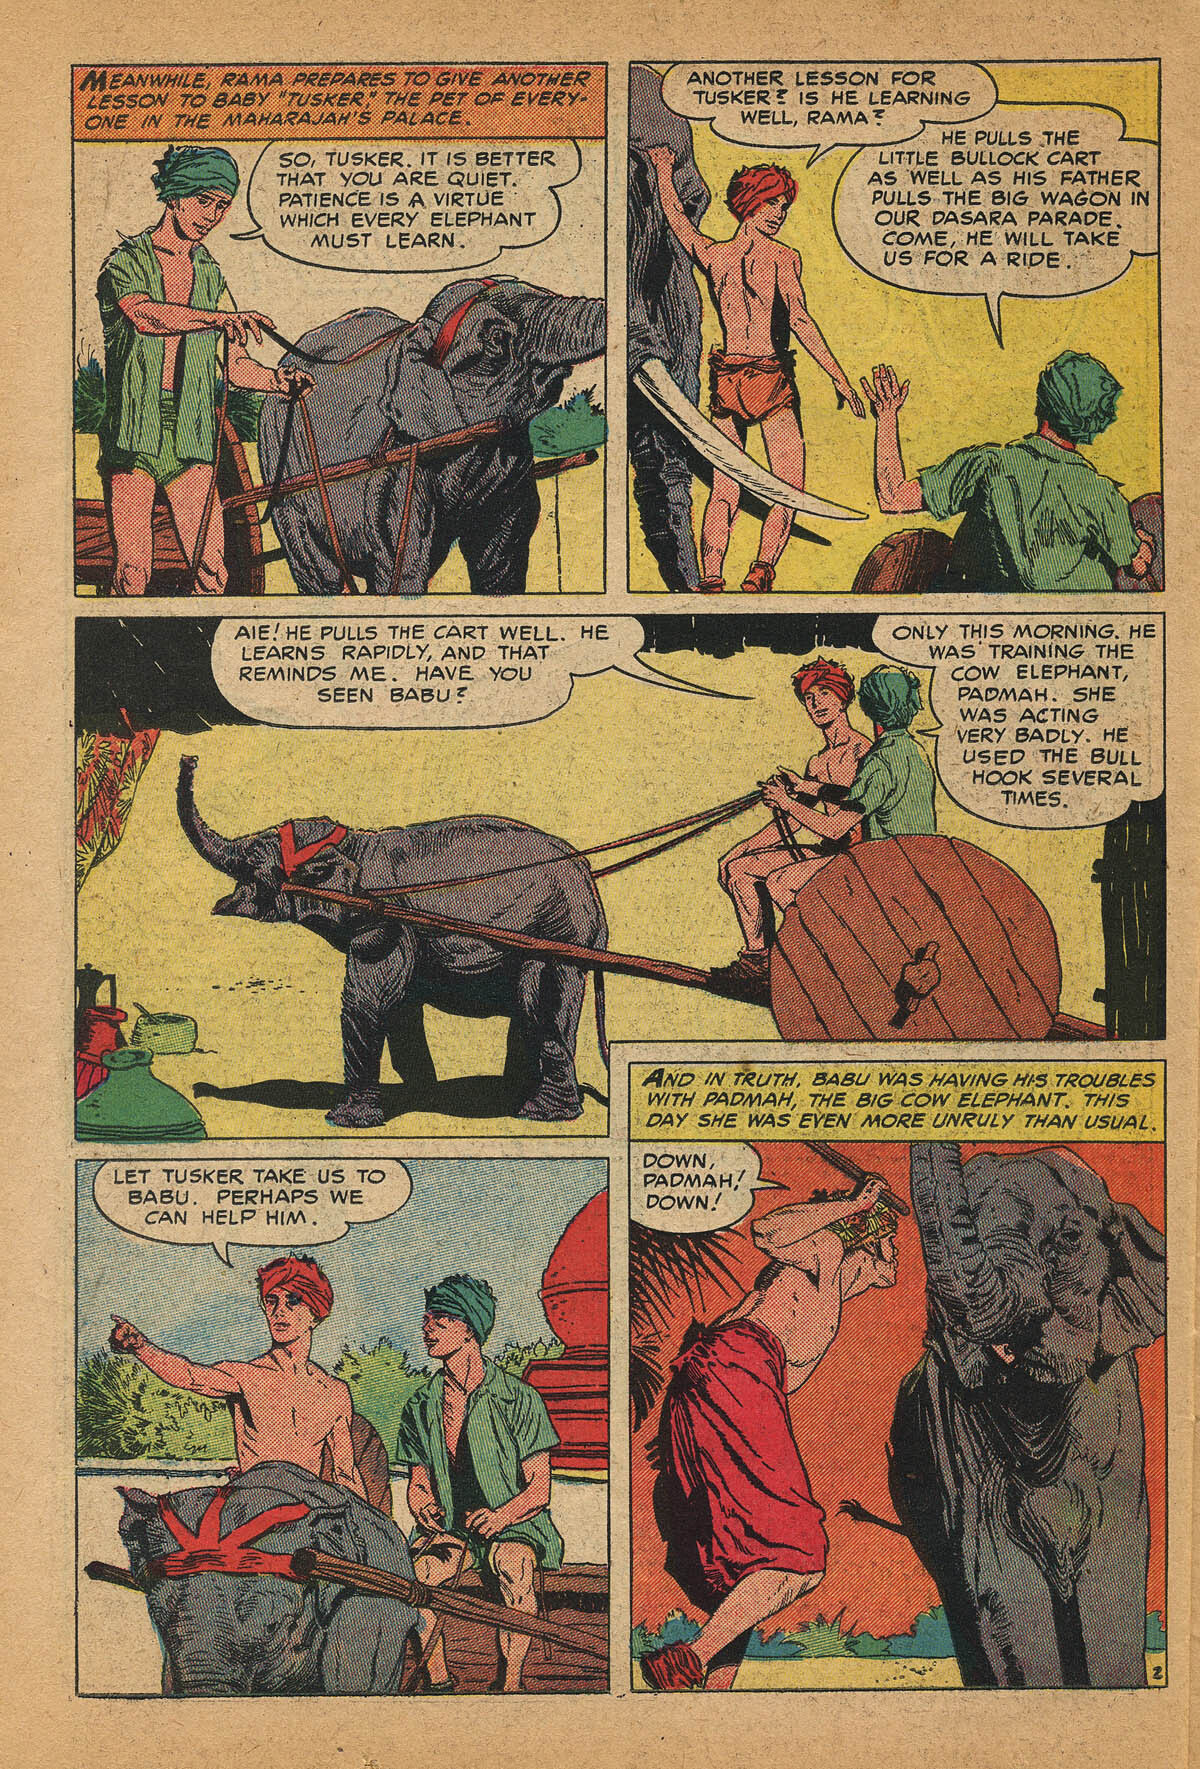 MEANWHILE, RAMA PREPARES TO GIVE ANOTHER
LESSON TO BABY "TUSKER," THE PET OF EVERY-
ONE IN THE MAHARAJAH'S PALACE.
SO, TUSKER. IT IS BETTER
THAT YOU ARE QUIET.
PATIENCE IS A VIRTUE
WHICH EVERY ELEPHANT
MUST LEARN.
ANOTHER LESSON FOR
TUSKER? IS HE LEARNING
WELL, RAMA?
HE PULLS THE
LITTLE BULLOCK CART
AS WELL AS HIS FATHER
PULLS THE BIG WAGON IN
OUR DASARA PARADE.
COME, HE WILL TAKE
US FOR A RIDE.
AIE! HE PULLS THE CART WELL. HE
LEARNS RAPIDLY, AND THAT
REMINDS ME. HAVE YOU
SEEN BABU?
ONLY THIS MORNING. HE
WAS TRAINING THE
COW ELEPHANT,
PADMAH. SHE
WAS ACTING
VERY BADLY. HE
USED THE BULL
HOOK SEVERAL
TIMES.
LET TUSKER TAKE US TO
BABU. PERHAPS WE
CAN HELP HIM.
AND IN TRUTH, BABU WAS HAVING HIS TROUBLES
WITH PADMAH, THE BIG COW ELEPHANT. THIS
DAY SHE WAS EVEN MORE UNRULY THAN USUAL.
DOWN,
PADMAH!
DOWN!
2